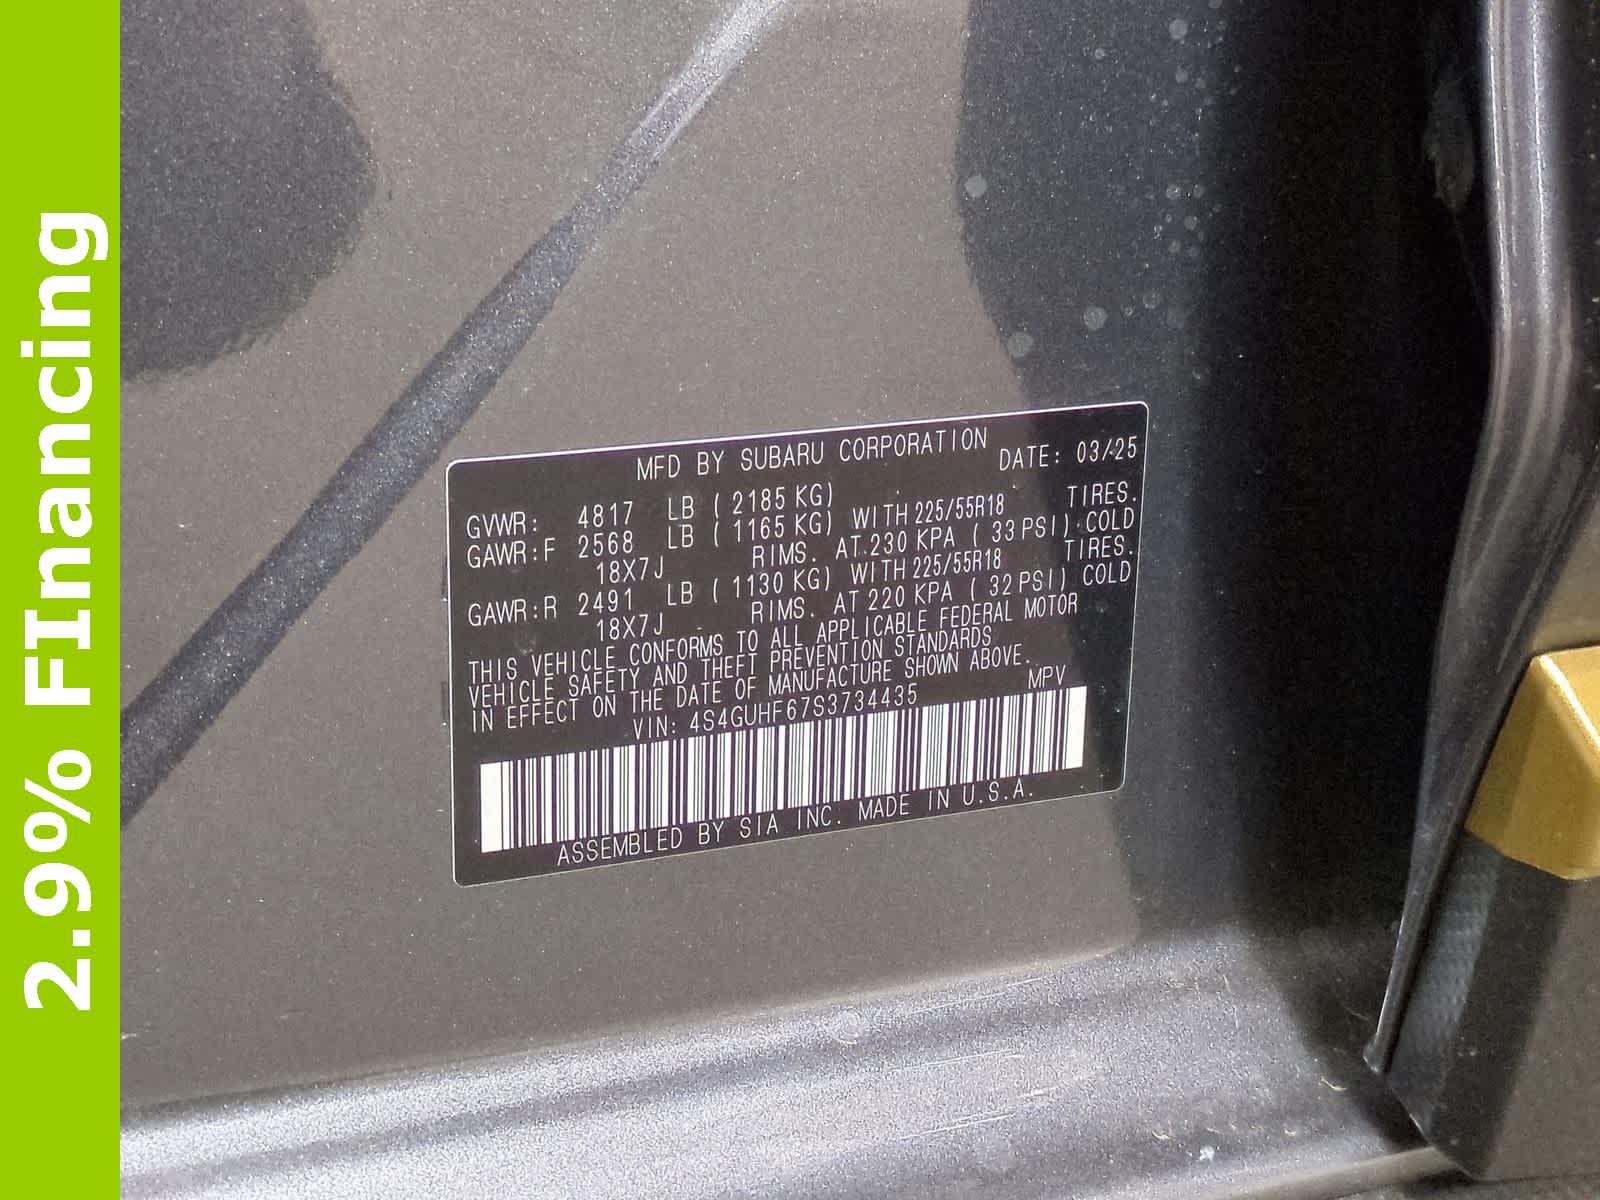 2.9% FInancing
MFD BY SUBARU CORPORATION DATE: 03/25
GVWR: 4817 LB ( 2185 KG)
GAWR:F 2568 LB ( 1165 KG) WITH 225/55R18 TIRES.
18X7J RIMS. AT 230 KPA ( 33 PSI) COLD
GAWR:R 2491 LB ( 1130 KG) WITH 225/55R18 TIRES.
18X7J RIMS. AT 220 KPA ( 32 PSI) COLD
THIS VEHICLE CONFORMS TO ALL APPLICABLE FEDERAL MOTOR
VEHICLE SAFETY AND THEFT PREVENTION STANDARDS
IN EFFECT ON THE DATE OF MANUFACTURE SHOWN ABOVE.
VIN: 4S4GUHF67S3734435 MPV
ASSEMBLED BY SIA INC. MADE IN U.S.A.